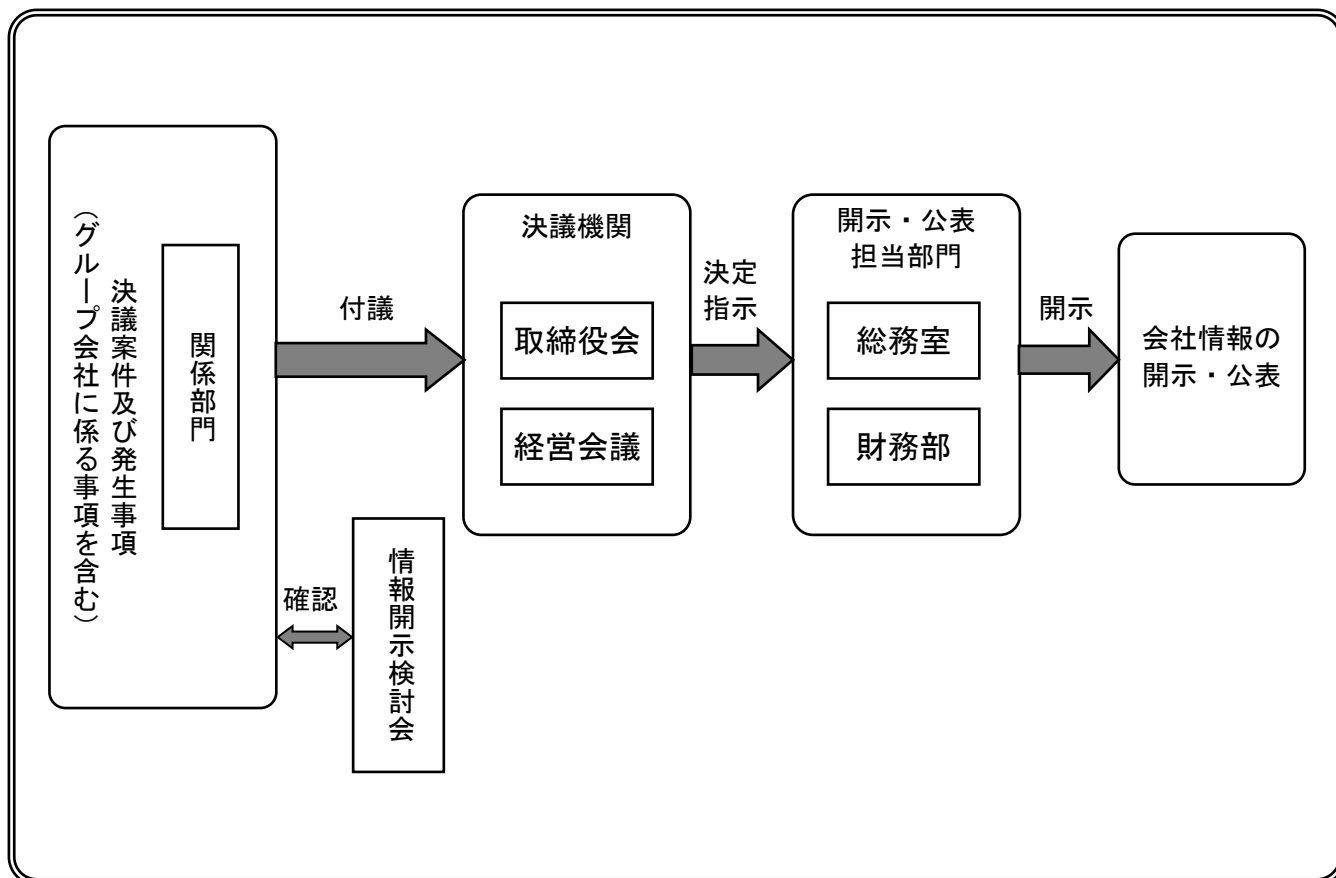 決議案件及び発生事項
（グループ会社に係る事項を含む）
関係部門
付議
確認
情報開示検討会
決議機関
取締役会
経営会議
決定
指示
開示・公表
担当部門
総務室
財務部
開示
会社情報の
開示・公表